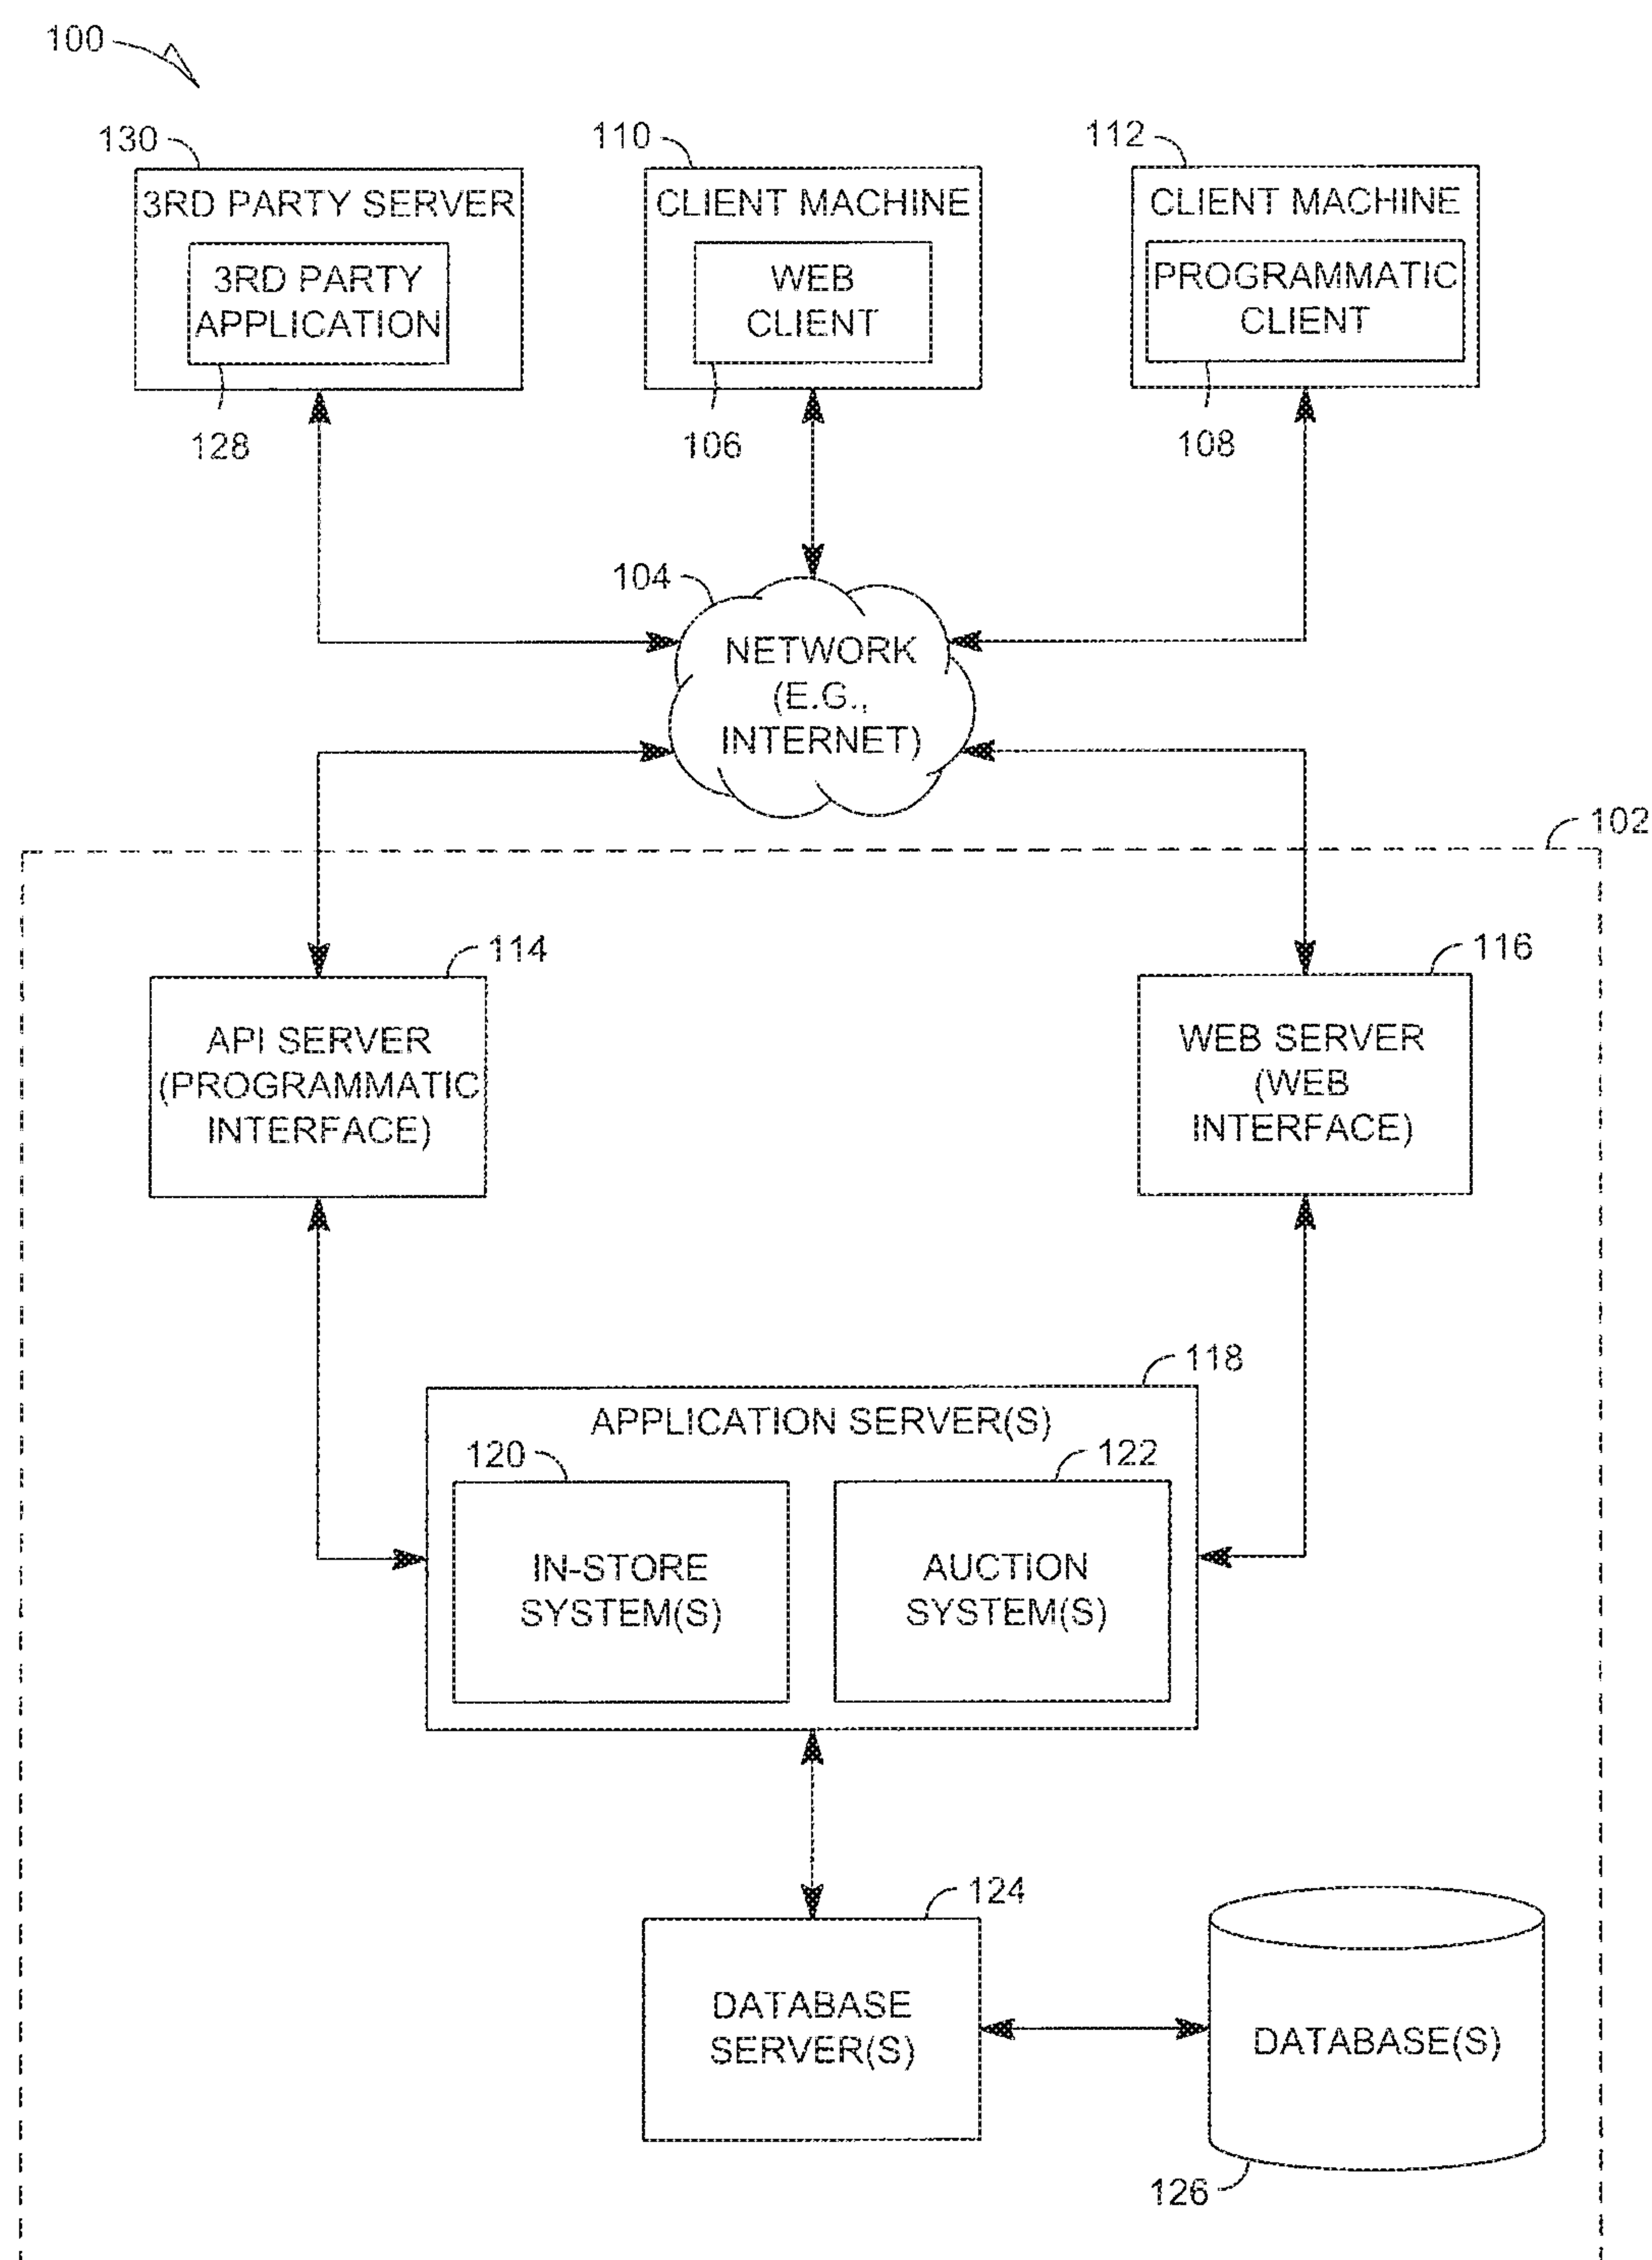 100
130
110
112
3RD PARTY SERVER
CLIENT MACHINE
CLIENT MACHINE
3RD PARTY
APPLICATION
WEB
CLIENT
PROGRAMMATIC
CLIENT
128
106
108
104
NETWORK
(E.G.,
INTERNET)
102
114
116
API SERVER
(PROGRAMMATIC
INTERFACE)
WEB SERVER
(WEB
INTERFACE)
118
APPLICATION SERVER(S)
120
122
IN-STORE
SYSTEM(S)
AUCTION
SYSTEM(S)
124
DATABASE
SERVER(S)
DATABASE(S)
126